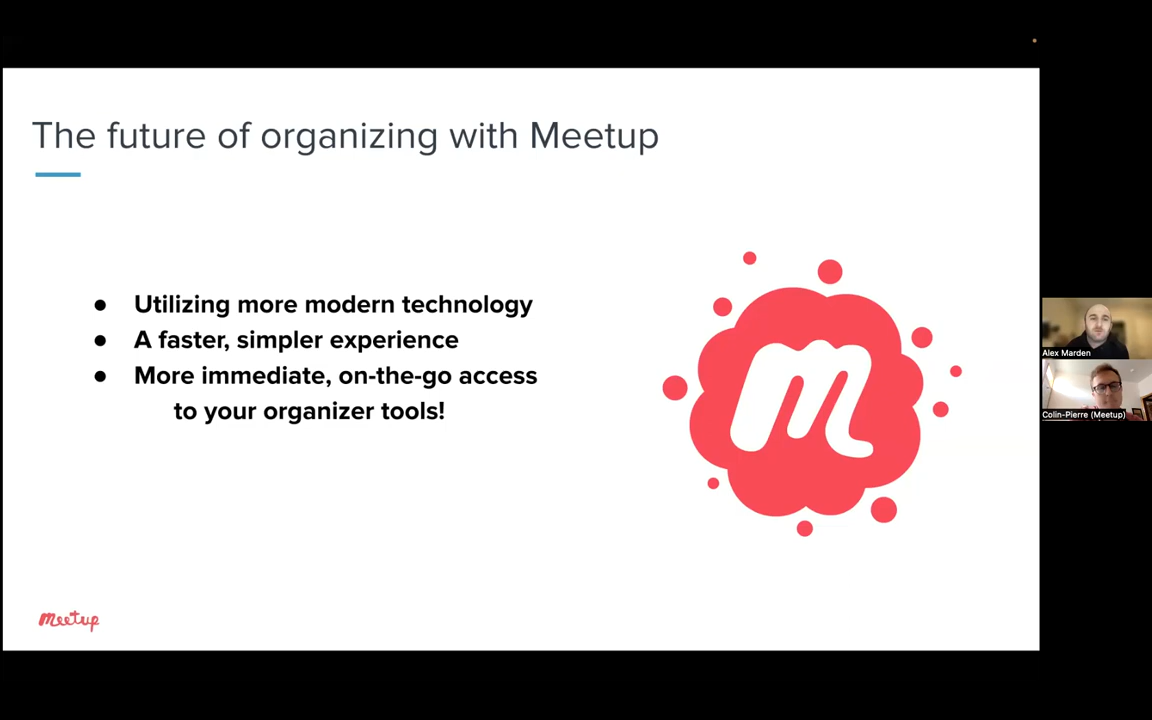 The future of organizing with Meetup
● Utilizing more modern technology
● A faster, simpler experience
● More immediate, on-the-go access
to your organizer tools!
m
meetup
Alex Marden
Colin-Pierre (Meetup)